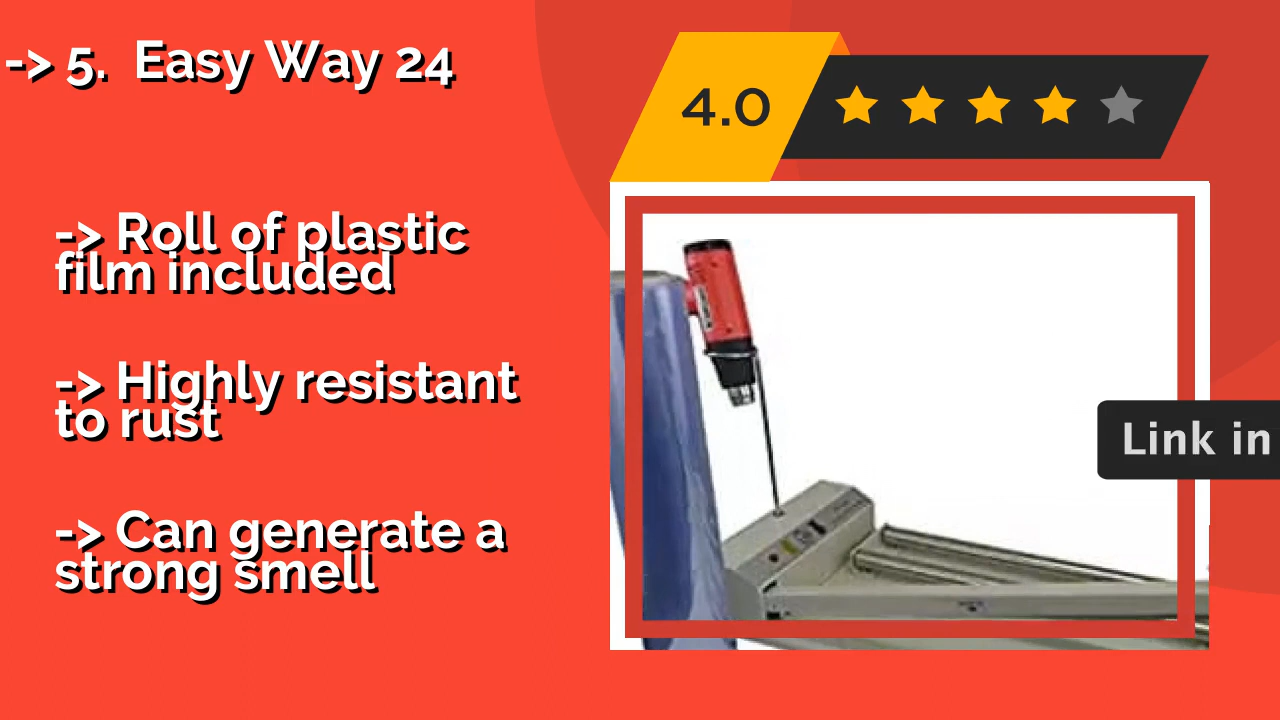 -> 5. Easy Way 24
4.0
-> Roll of plastic
film included
-> Highly resistant
to rust
-> Can generate a
strong smell
Link in